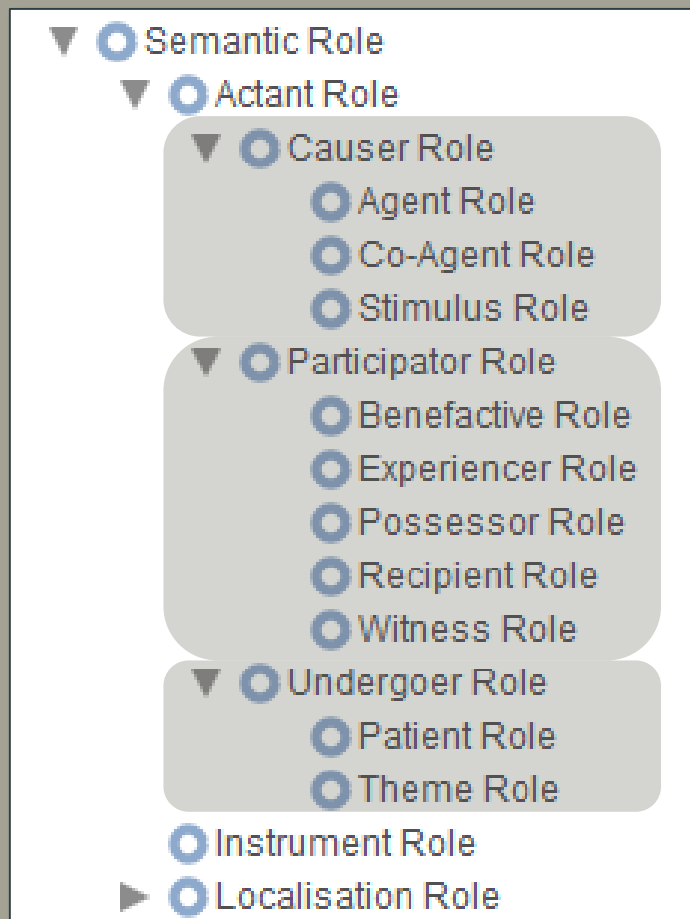 Semantic Role
Actant Role
Causer Role
Agent Role
Co-Agent Role
Stimulus Role
Participator Role
Benefactive Role
Experiencer Role
Possessor Role
Recipient Role
Witness Role
Undergoer Role
Patient Role
Theme Role
Instrument Role
Localisation Role